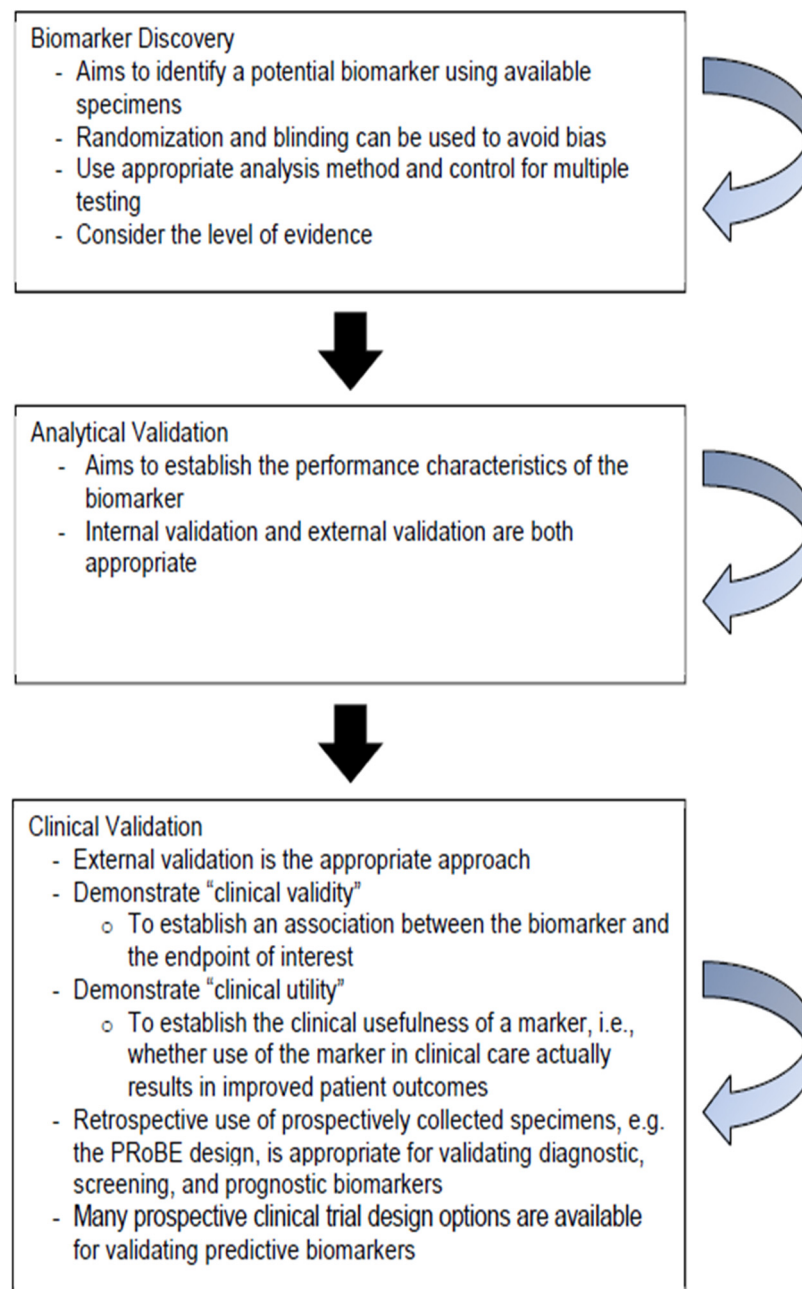 Biomarker Discovery
- Aims to identify a potential biomarker using available
specimens
- Randomization and blinding can be used to avoid bias
- Use appropriate analysis method and control for multiple
testing
- Consider the level of evidence
Analytical Validation
- Aims to establish the performance characteristics of the
biomarker
- Internal validation and external validation are both
appropriate
Clinical Validation
- External validation is the appropriate approach
- Demonstrate “clinical validity”
o To establish an association between the biomarker and
the endpoint of interest
- Demonstrate “clinical utility”
o To establish the clinical usefulness of a marker, i.e.,
whether use of the marker in clinical care actually
results in improved patient outcomes
- Retrospective use of prospectively collected specimens, e.g.
the PRoBE design, is appropriate for validating diagnostic,
screening, and prognostic biomarkers
- Many prospective clinical trial design options are available
for validating predictive biomarkers